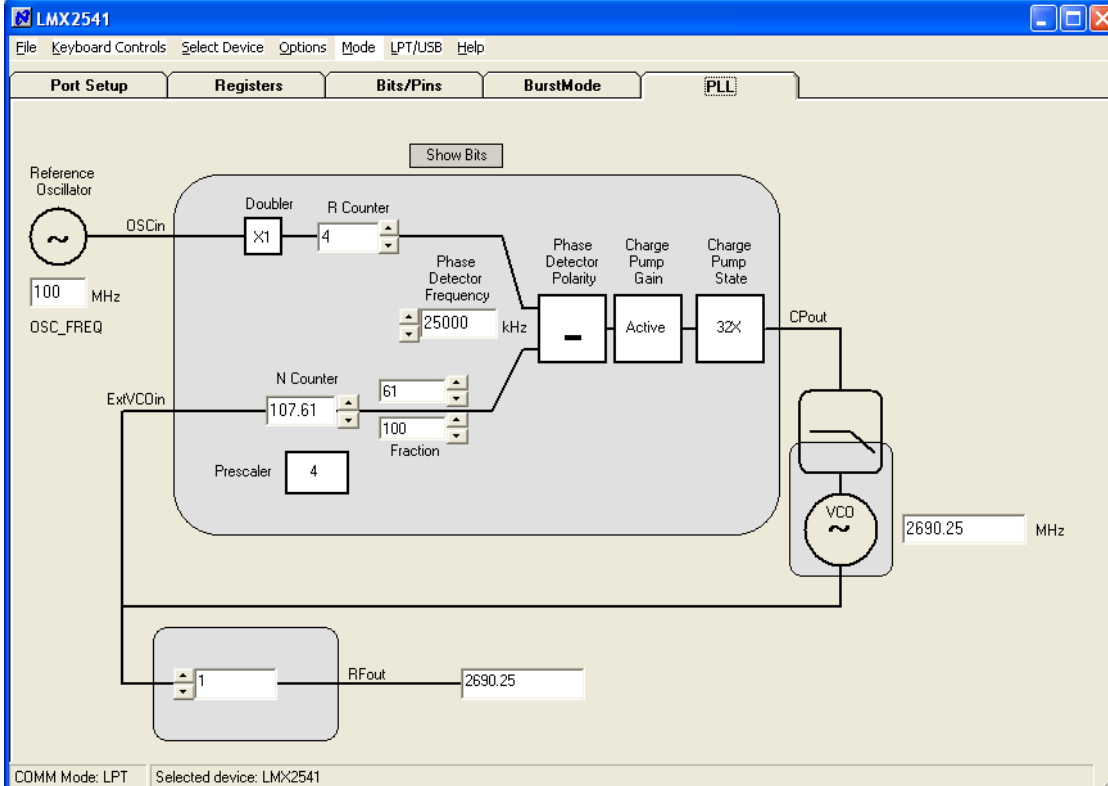 LMX2541
File Keyboard Controls Select Device Options Mode LPT/USB Help
Port Setup Registers Bits/Pins BurstMode PLL
Show Bits
Reference
Oscillator
OSCin
100 MHz
OSC_FREQ
Doubler
X1
R Counter
4
Phase
Detector
Frequency
25000 kHz
Phase
Detector
Polarity
-
Charge
Pump
Gain
Active
Charge
Pump
State
32X
CPout
ExtVCOin
N Counter
107.61
61
100
Fraction
Prescaler 4
VCO
2690.25 MHz
1
RFout
2690.25
COMM Mode: LPT Selected device: LMX2541